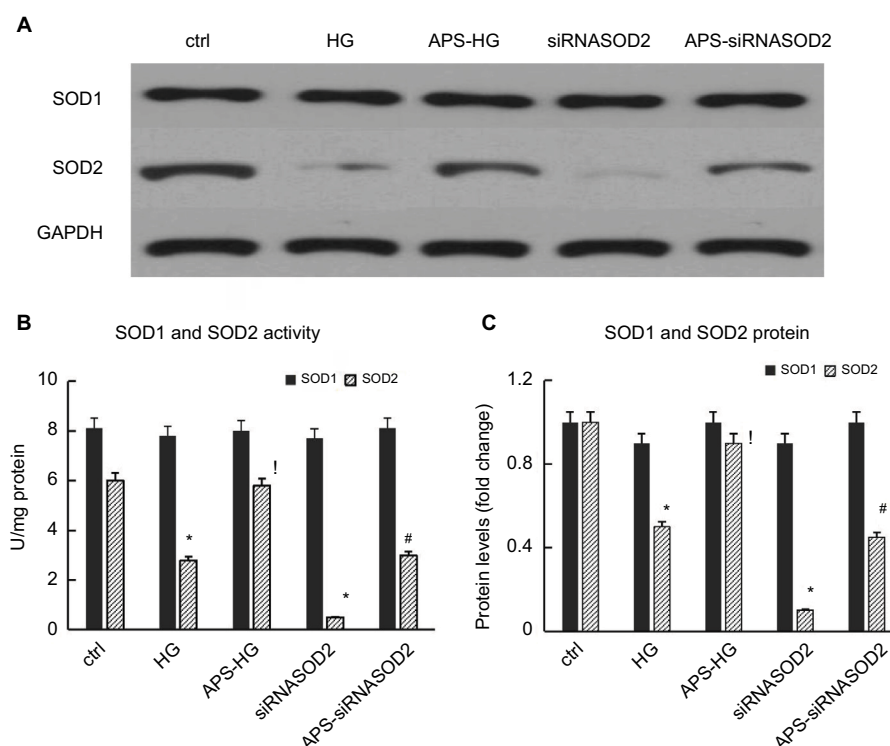 A
ctrl HG APS-HG siRNASOD2 APS-siRNASOD2
SOD1
SOD2
GAPDH
B
SOD1 and SOD2 activity
SOD1 SOD2
10
8
6
4
2
0
U/mg protein
*
!
*
#
ctrl HG APS-HG siRNASOD2 APS-siRNASOD2
C
SOD1 and SOD2 protein
SOD1 SOD2
1.2
0.8
0.4
0
Protein levels (fold change)
*
!
*
#
ctrl HG APS-HG siRNASOD2 APS-siRNASOD2